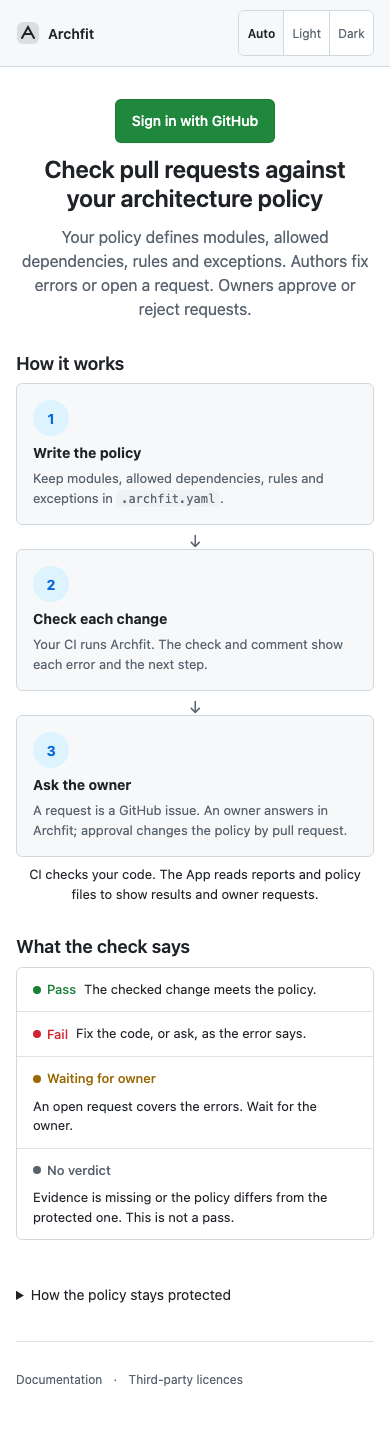 Archfit
Auto
Light
Dark
Sign in with GitHub
Check pull requests against
your architecture policy
Your policy defines modules, allowed
dependencies, rules and exceptions. Authors fix
errors or open a request. Owners approve or
reject requests.
How it works
1
Write the policy
Keep modules, allowed dependencies, rules and
exceptions in .archfit.yaml.
↓
2
Check each change
Your CI runs Archfit. The check and comment show
each error and the next step.
↓
3
Ask the owner
A request is a GitHub issue. An owner answers in
Archfit; approval changes the policy by pull request.
CI checks your code. The App reads reports and policy
files to show results and owner requests.
What the check says
Pass The checked change meets the policy.
Fail Fix the code, or ask, as the error says.
Waiting for owner
An open request covers the errors. Wait for the
owner.
No verdict
Evidence is missing or the policy differs from the
protected one. This is not a pass.
How the policy stays protected
Documentation · Third-party licences